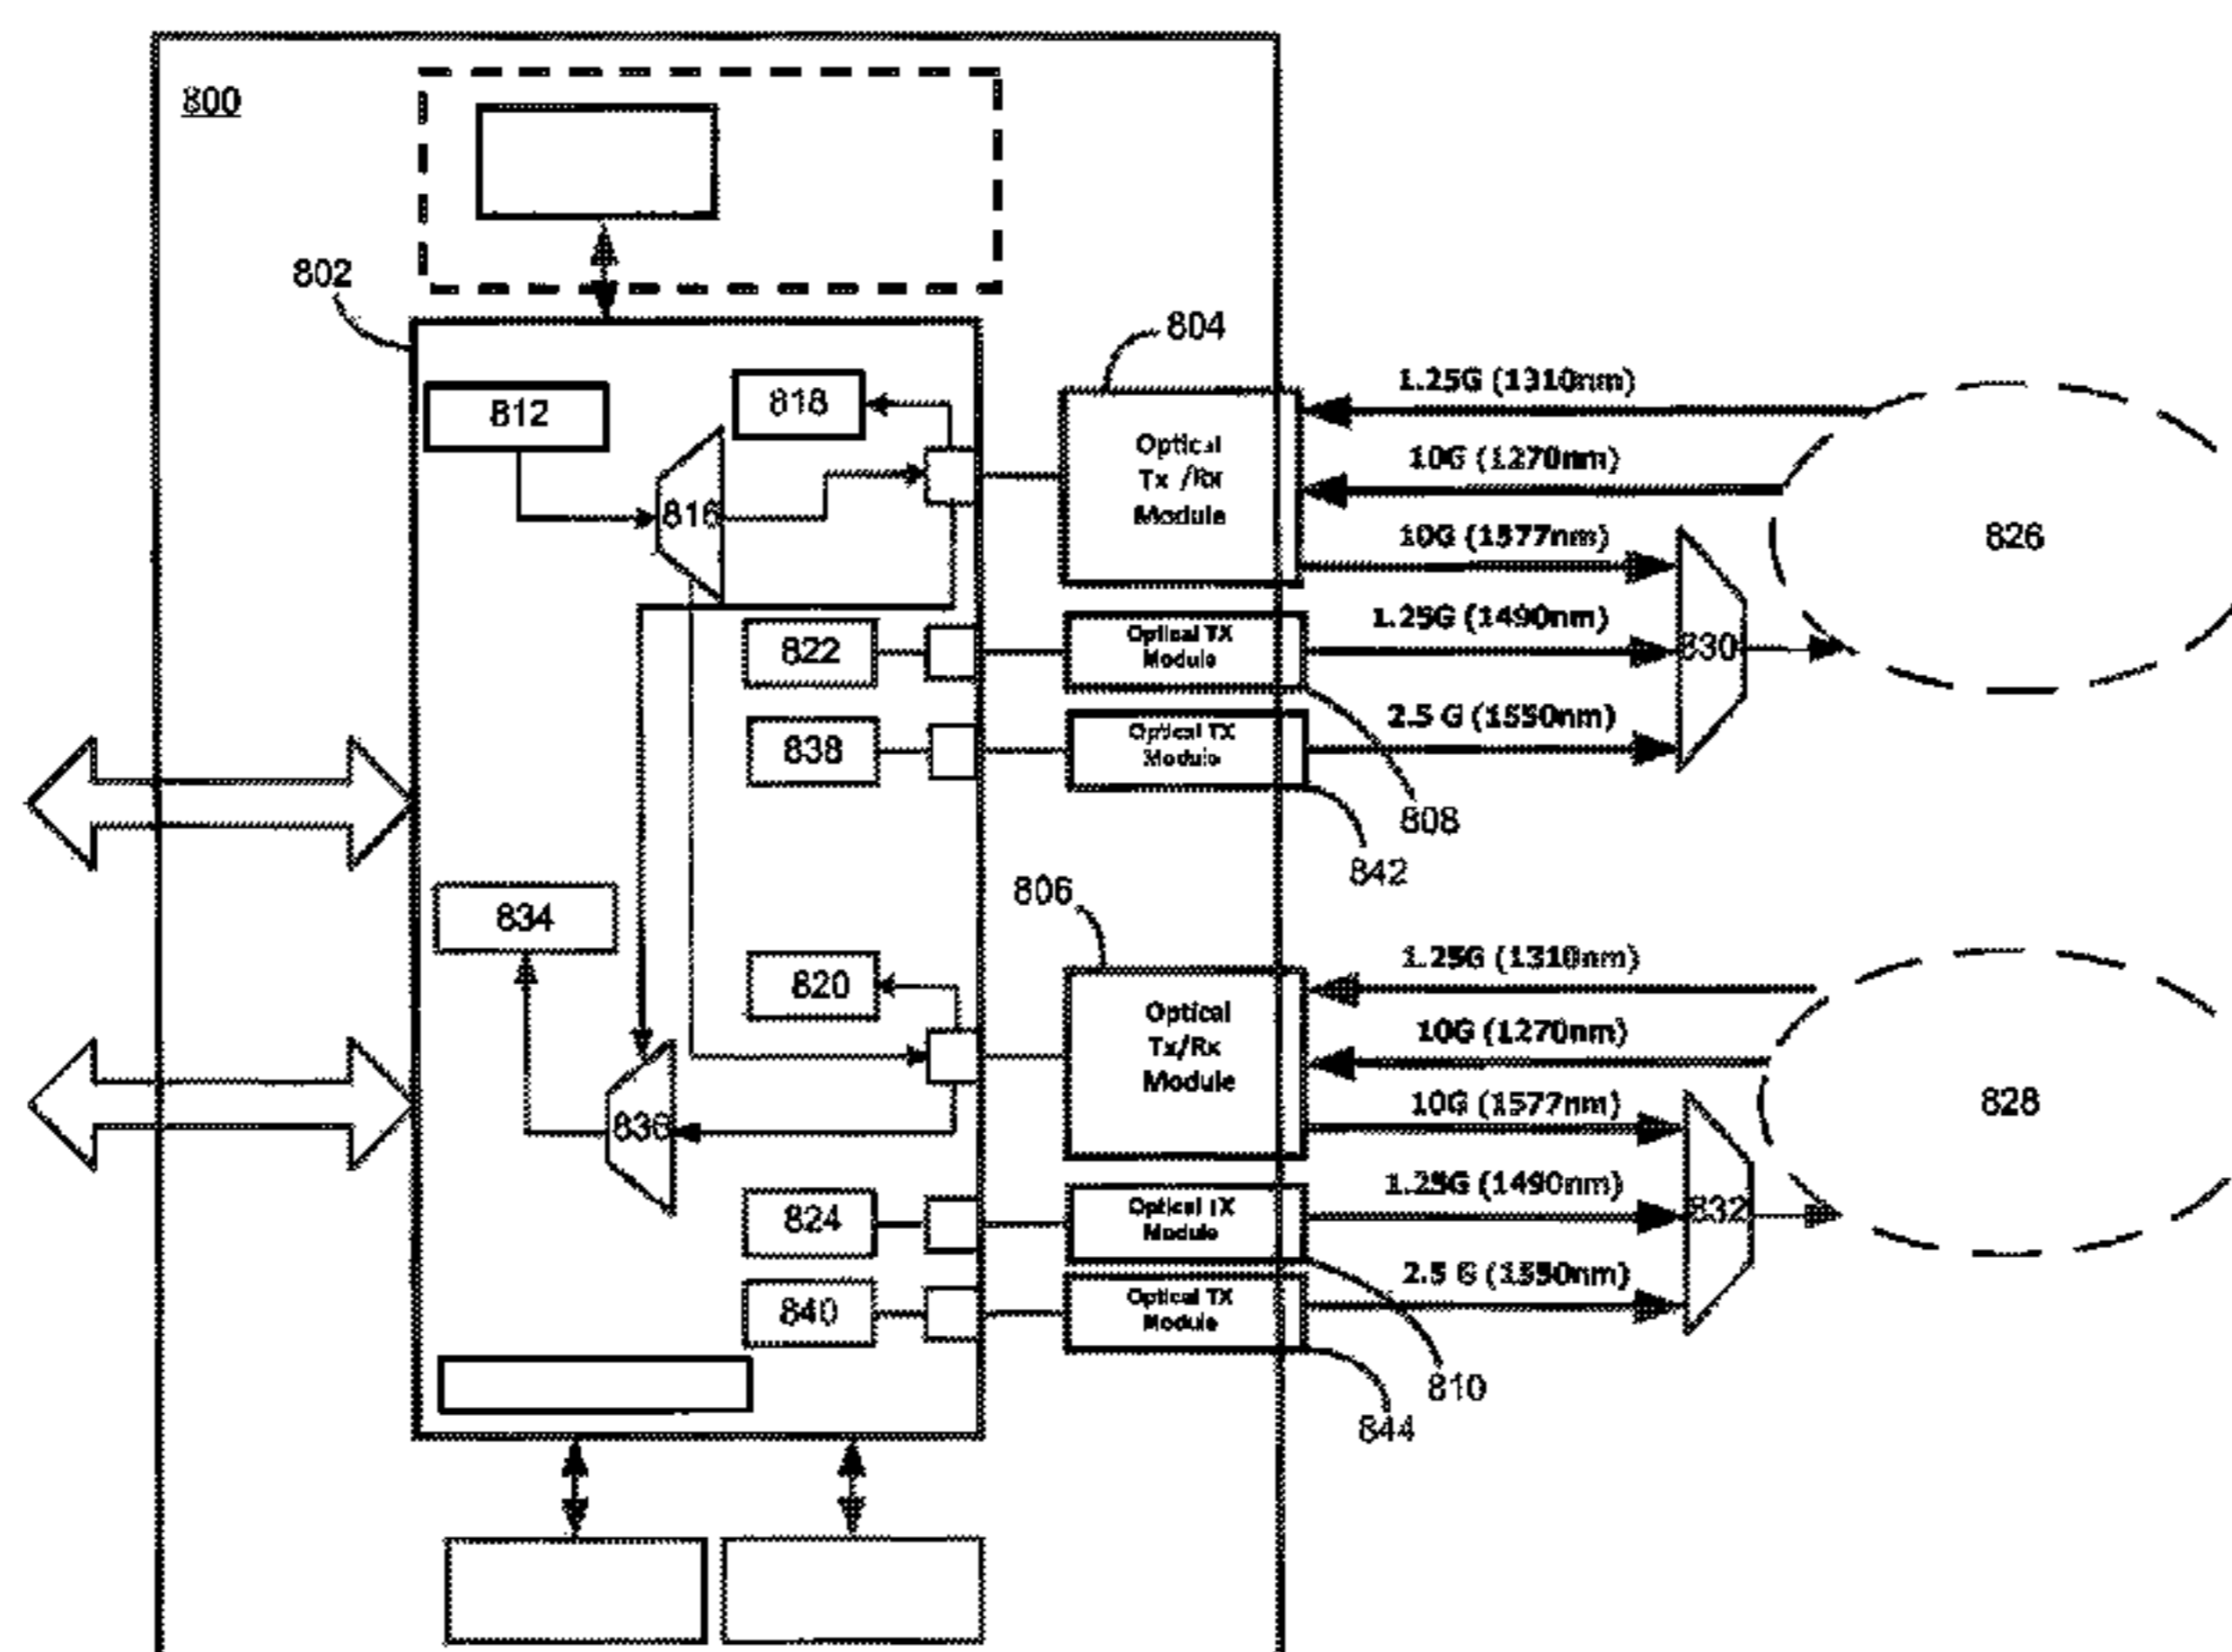 800
802
804
1.25G (1310nm)
812
818
Optical
Tx /Rx
Module
10G (1270nm)
816
10G (1577nm)
826
822
Optical TX
Module
1.25G (1490nm)
830
838
Optical TX
Module
2.5 G (1550nm)
808
842
806
834
1.25G (1310nm)
820
Optical
Tx/Rx
Module
10G (1270nm)
836
10G (1577nm)
828
824
Optical TX
Module
1.25G (1490nm)
832
840
Optical TX
Module
2.5 G (1550nm)
810
844